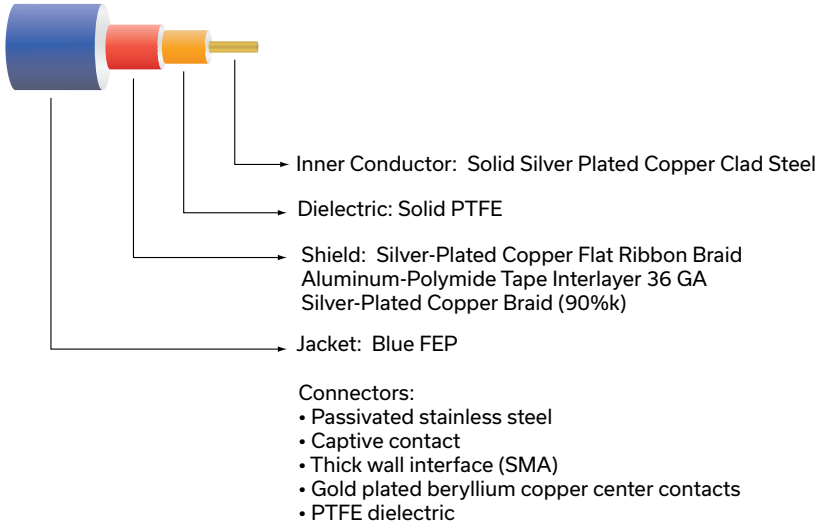 Inner Conductor: Solid Silver Plated Copper Clad Steel
Dielectric: Solid PTFE
Shield: Silver-Plated Copper Flat Ribbon Braid
Aluminum-Polymide Tape Interlayer 36 GA
Silver-Plated Copper Braid (90%k)
Jacket: Blue FEP
Connectors:
• Passivated stainless steel
• Captive contact
• Thick wall interface (SMA)
• Gold plated beryllium copper center contacts
• PTFE dielectric